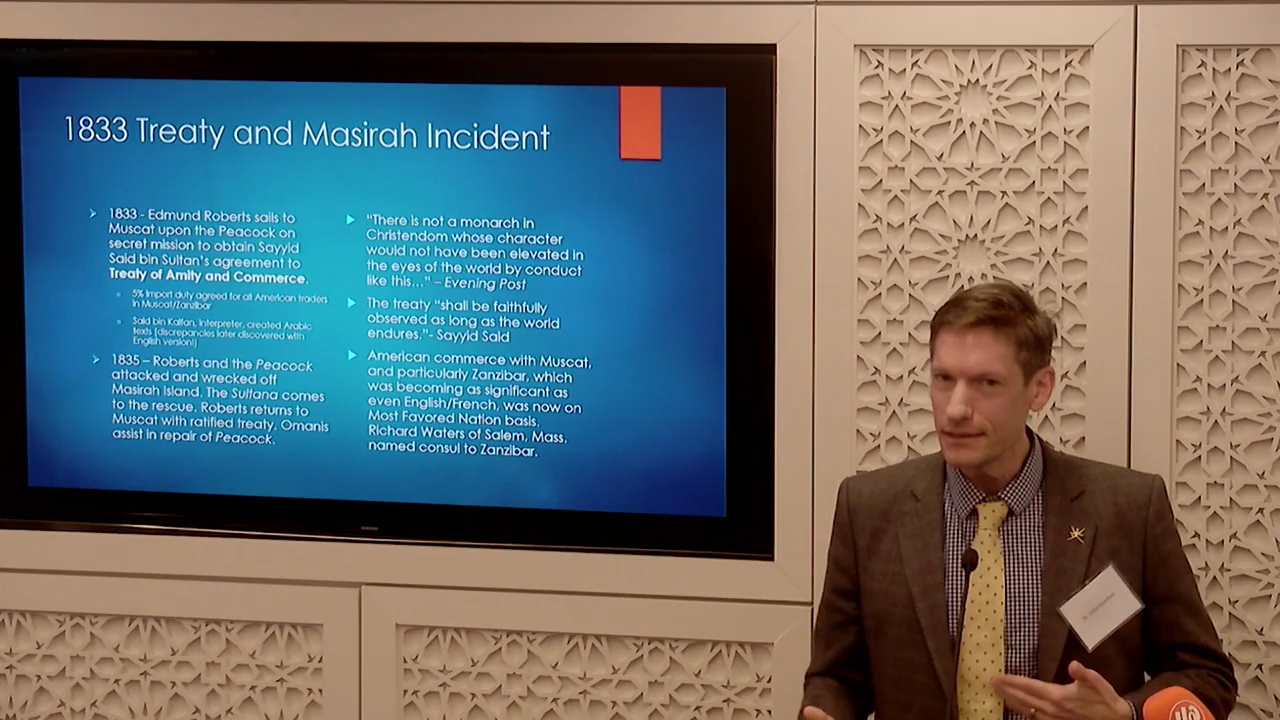 1833 Treaty and Masirah Incident
1833 - Edmund Roberts sails to
Muscat upon the Peacock on
secret mission to obtain Sayyid
Said bin Sultan's agreement to
Treaty of Amity and Commerce.
5% import duty agreed for all American traders
in Muscat/Zanzibar
Said bin Kalfan, interpreter, created Arabic
texts (discrepancies later discovered with
English version!)
1835 – Roberts and the Peacock
attacked and wrecked off
Masirah Island. The Sultana comes
to the rescue. Roberts returns to
Muscat with ratified treaty. Omanis
assist in repair of Peacock.
"There is not a monarch in
Christendom whose character
would not have been elevated in
the eyes of the world by conduct
like this…" – Evening Post
The treaty "shall be faithfully
observed as long as the world
endures."- Sayyid Said
American commerce with Muscat,
and particularly Zanzibar, which
was becoming as significant as
even English/French, was now on
Most Favored Nation basis.
Richard Waters of Salem, Mass.
named consul to Zanzibar.